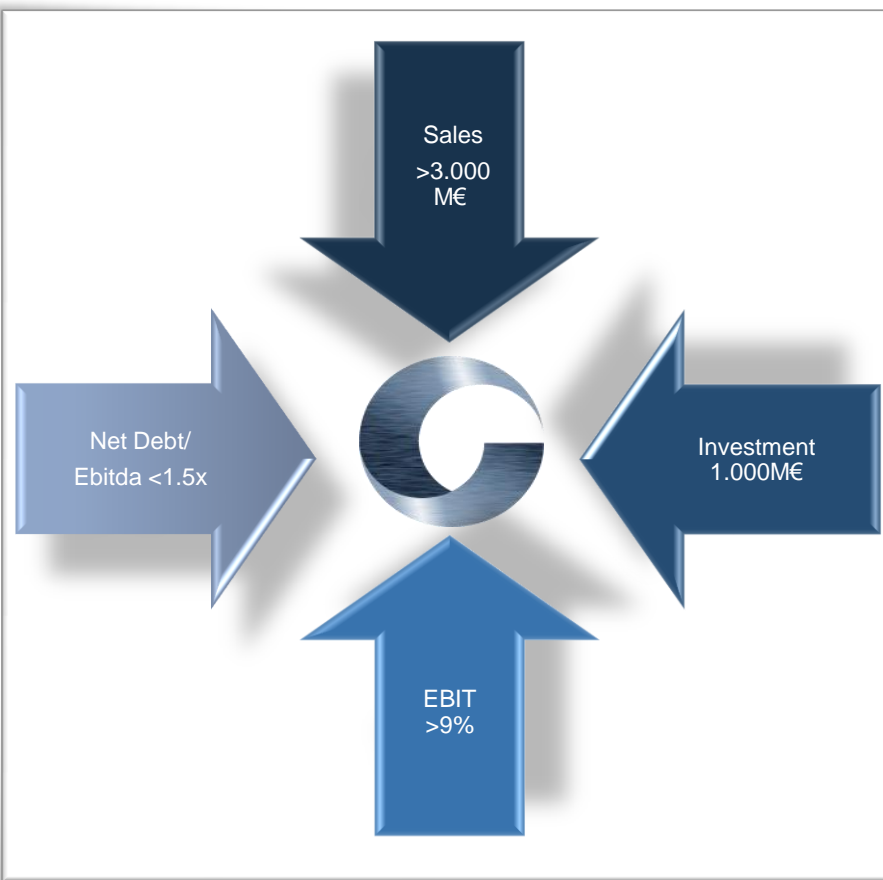 Sales
>3.000
M€
Net Debt/
Ebitda <1.5x
Investment
1.000M€
EBIT
>9%